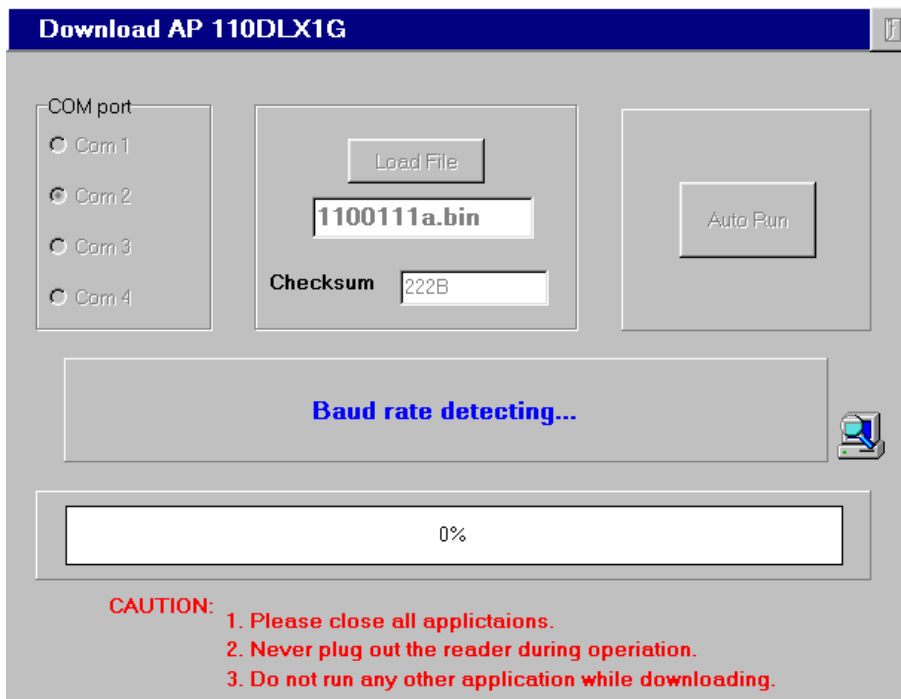 Download AP 110DLX1G
COM port
Com 1
Com 2
Com 3
Com 4
Load File
1100111a.bin
Checksum 222B
Auto Run
Baud rate detecting...
0%
CAUTION:
1. Please close all applictaions.
2. Never plug out the reader during operiation.
3. Do not run any other application while downloading.